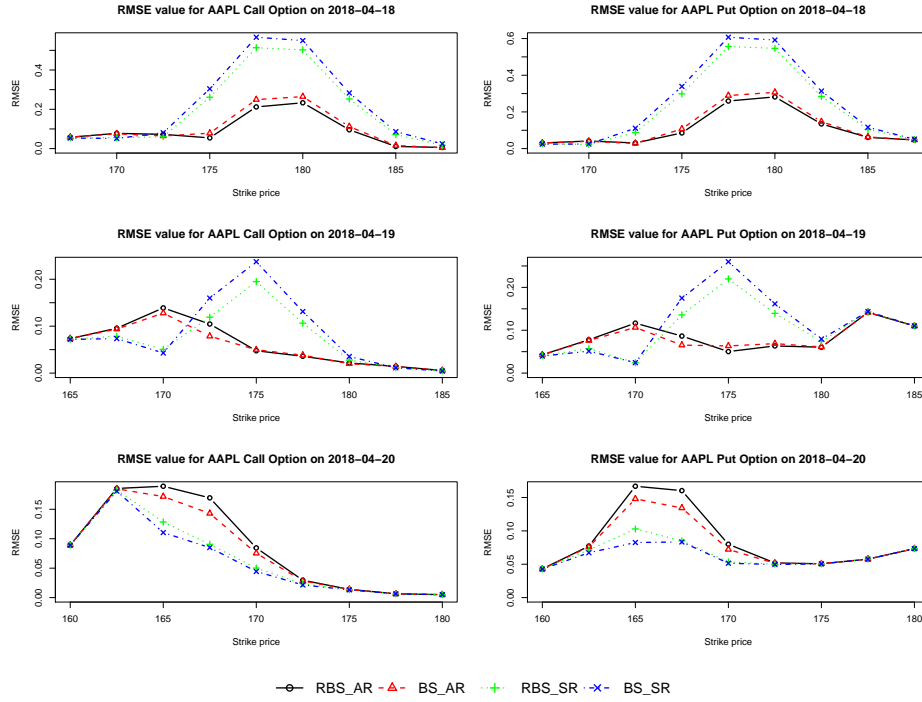 RMSE value for AAPL Call Option on 2018−04−18
RMSE
0.0 0.2 0.4
170 175 180 185
Strike price
RMSE value for AAPL Put Option on 2018−04−18
RMSE
0.0 0.2 0.4 0.6
170 175 180 185
Strike price
RMSE value for AAPL Call Option on 2018−04−19
RMSE
0.00 0.10 0.20
165 170 175 180 185
Strike price
RMSE value for AAPL Put Option on 2018−04−19
RMSE
0.00 0.10 0.20
165 170 175 180 185
Strike price
RMSE value for AAPL Call Option on 2018−04−20
RMSE
0.00 0.05 0.10 0.15
160 165 170 175 180
Strike price
RMSE value for AAPL Put Option on 2018−04−20
RMSE
0.00 0.05 0.10 0.15
160 165 170 175 180
Strike price
RBS_AR BS_AR RBS_SR BS_SR